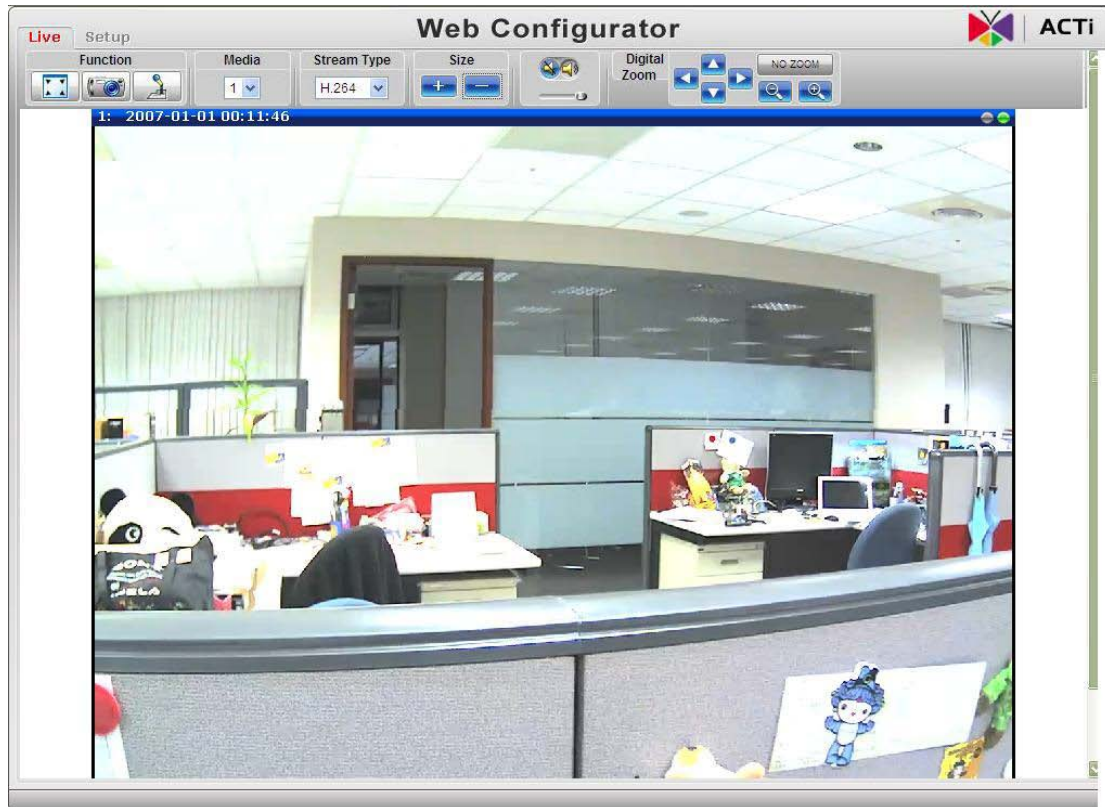 Web Configurator
ACTi
Live
Setup
Function
Media
Stream Type
Size
Digital Zoom
NO ZOOM
1
H.264
1: 2007-01-01 00:11:46